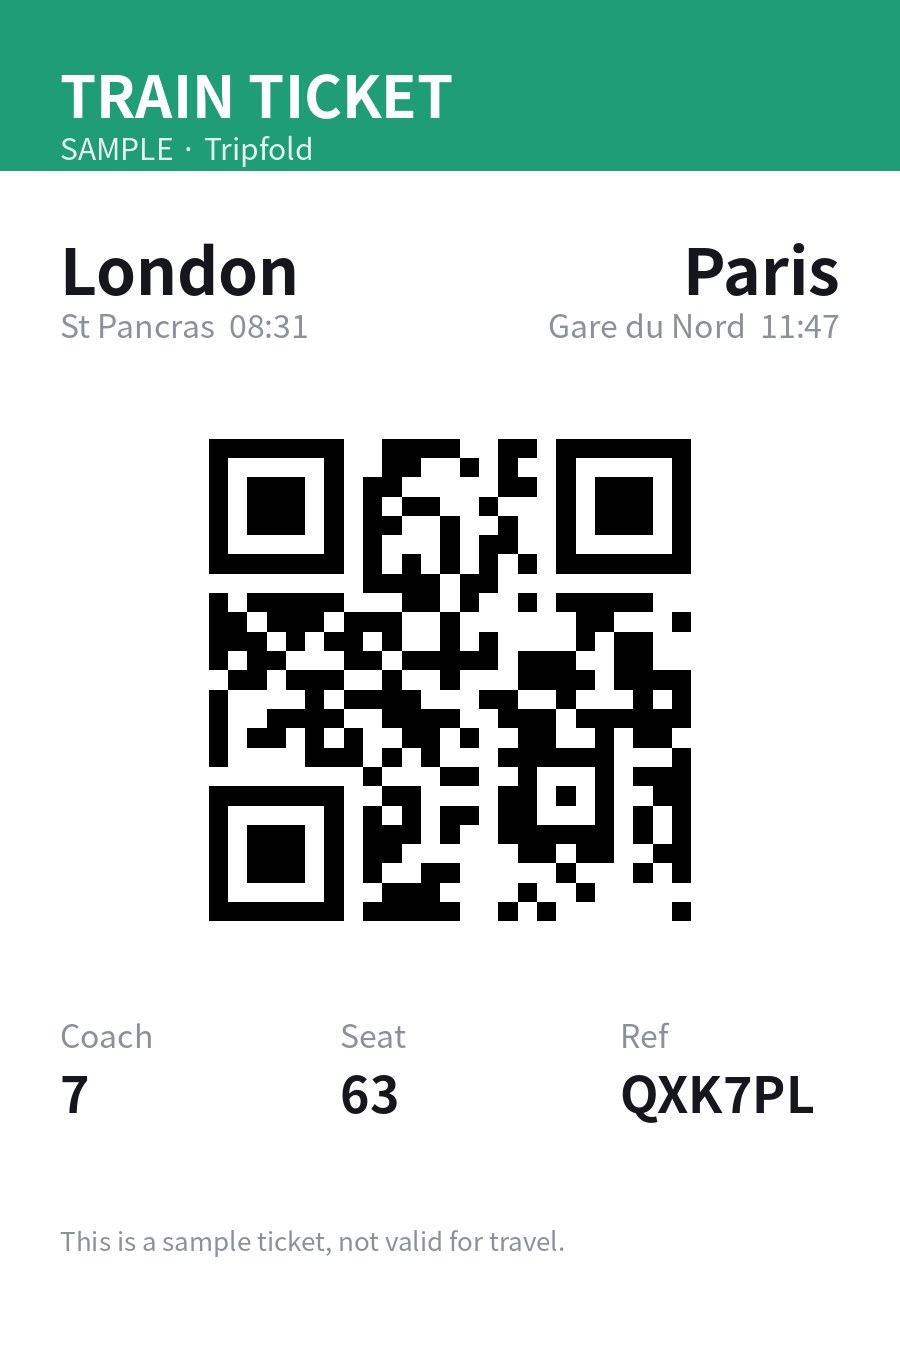 TRAIN TICKET
SAMPLE · Tripfold
London Paris
St Pancras 08:31 Gare du Nord 11:47
Coach Seat Ref
7 63 QXK7PL
This is a sample ticket, not valid for travel.